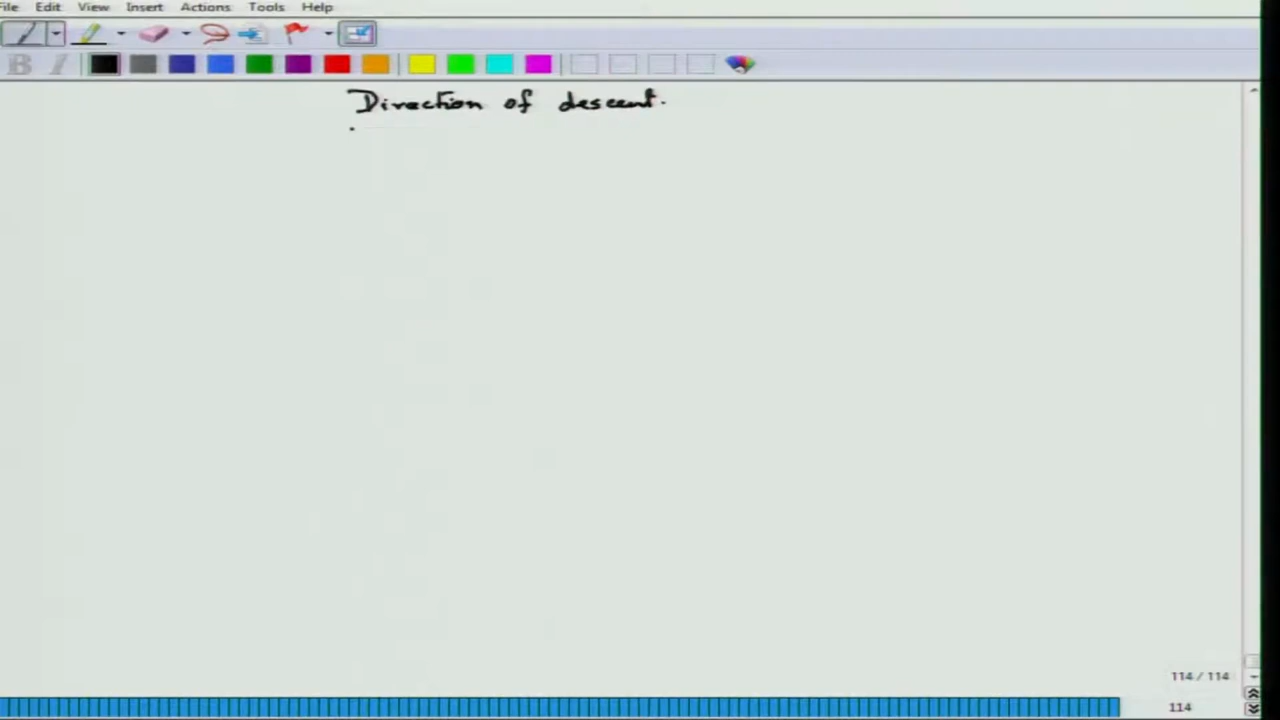 File Edit View Insert Actions Tools Help
B I
Direction of descent.
114 / 114
114